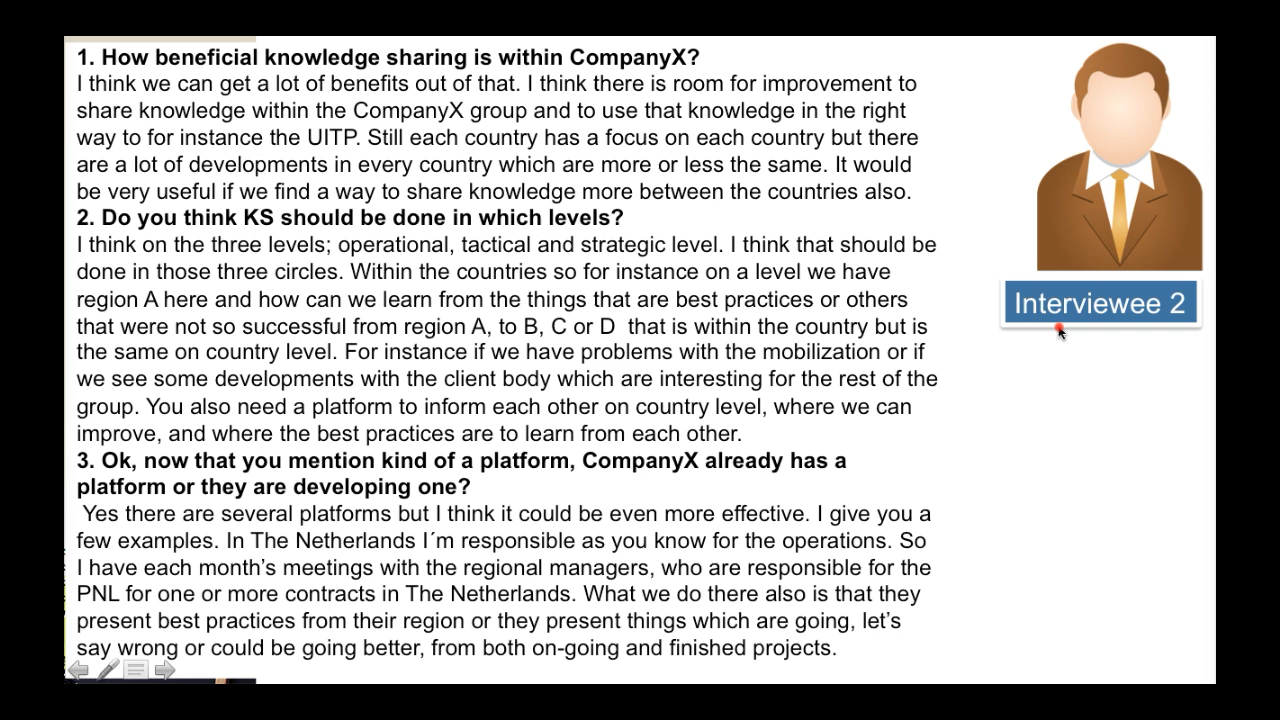 1. How beneficial knowledge sharing is within CompanyX?
I think we can get a lot of benefits out of that. I think there is room for improvement to
share knowledge within the CompanyX group and to use that knowledge in the right
way to for instance the UITP. Still each country has a focus on each country but there
are a lot of developments in every country which are more or less the same. It would
be very useful if we find a way to share knowledge more between the countries also.
2. Do you think KS should be done in which levels?
I think on the three levels; operational, tactical and strategic level. I think that should be
done in those three circles. Within the countries so for instance on a level we have
region A here and how can we learn from the things that are best practices or others
that were not so successful from region A, to B, C or D  that is within the country but is
the same on country level. For instance if we have problems with the mobilization or if
we see some developments with the client body which are interesting for the rest of the
group. You also need a platform to inform each other on country level, where we can
improve, and where the best practices are to learn from each other.
3. Ok, now that you mention kind of a platform, CompanyX already has a
platform or they are developing one?
Yes there are several platforms but I think it could be even more effective. I give you a
few examples. In The Netherlands I´m responsible as you know for the operations. So
I have each month’s meetings with the regional managers, who are responsible for the
PNL for one or more contracts in The Netherlands. What we do there also is that they
present best practices from their region or they present things which are going, let’s
say wrong or could be going better, from both on-going and finished projects.
Interviewee 2